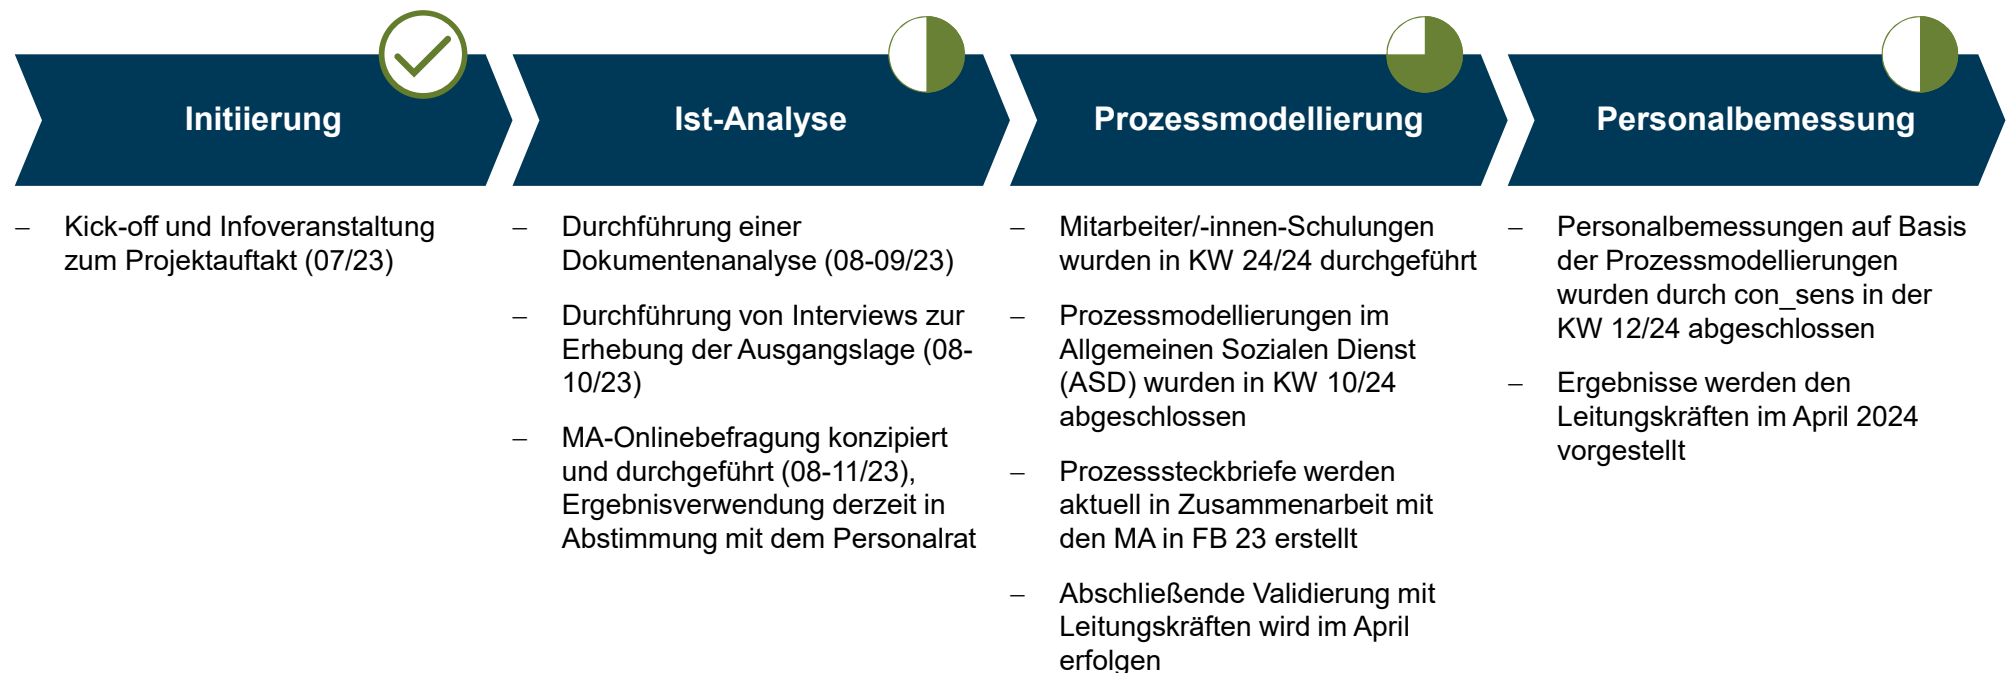 Initiierung
– Kick-off und Infoveranstaltung
zum Projektauftakt (07/23)
Ist-Analyse
– Durchführung einer
Dokumentenanalyse (08-09/23)
– Durchführung von Interviews zur
Erhebung der Ausgangslage (08-
10/23)
– MA-Onlinebefragung konzipiert
und durchgeführt (08-11/23),
Ergebnisverwendung derzeit in
Abstimmung mit dem Personalrat
Prozessmodellierung
– Mitarbeiter/-innen-Schulungen
wurden in KW 24/24 durchgeführt
– Prozessmodellierungen im
Allgemeinen Sozialen Dienst
(ASD) wurden in KW 10/24
abgeschlossen
– Prozesssteckbriefe werden
aktuell in Zusammenarbeit mit
den MA in FB 23 erstellt
– Abschließende Validierung mit
Leitungskräften wird im April
erfolgen
Personalbemessung
– Personalbemessungen auf Basis
der Prozessmodellierungen
wurden durch con_sens in der
KW 12/24 abgeschlossen
– Ergebnisse werden den
Leitungskräften im April 2024
vorgestellt